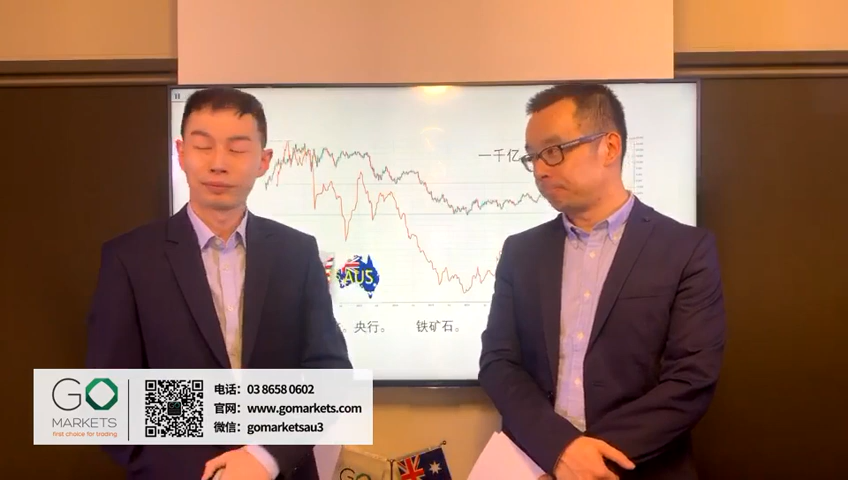 一千亿
$AUS
央行。 铁矿石。
GO
MARKETS
first choice for trading
电话： 03 8658 0602
官网： www.gomarkets.com
微信： gomarketsau3
GO